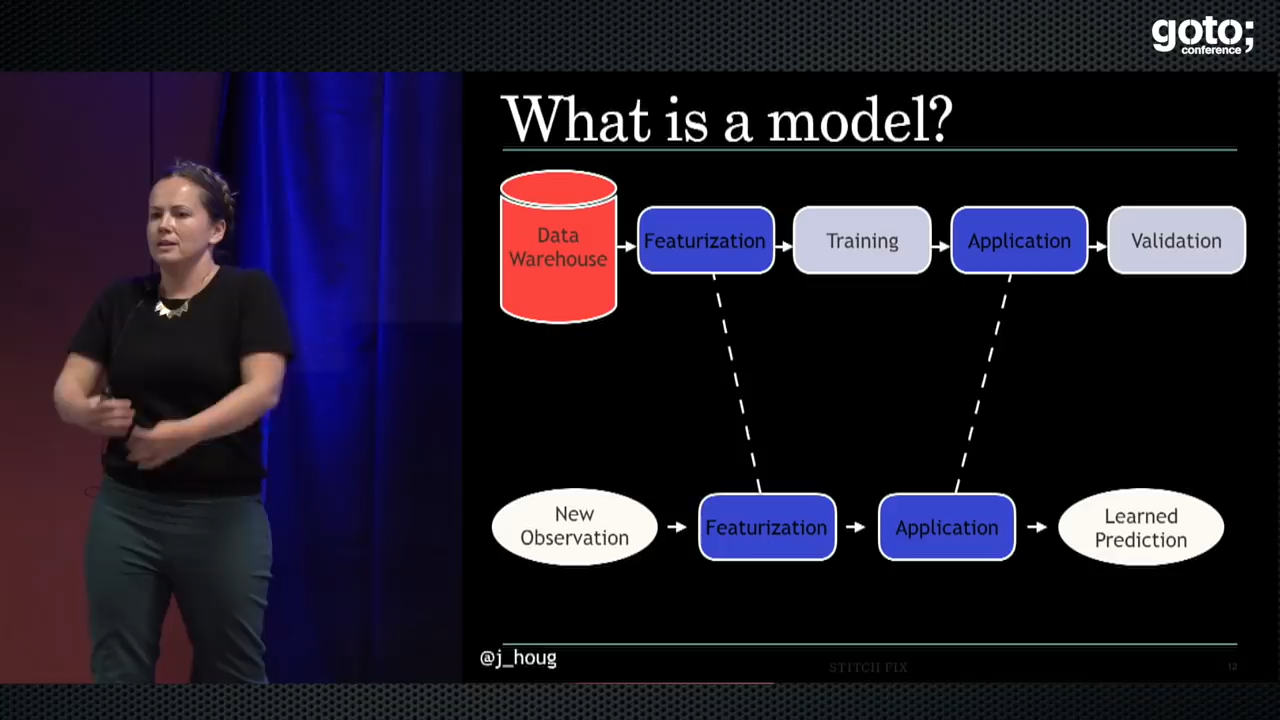 goto;
conference
What is a model?
Data
Warehouse
Featurization
Training
Application
Validation
New
Observation
Featurization
Application
Learned
Prediction
@j_houg
STITCH FIX
12